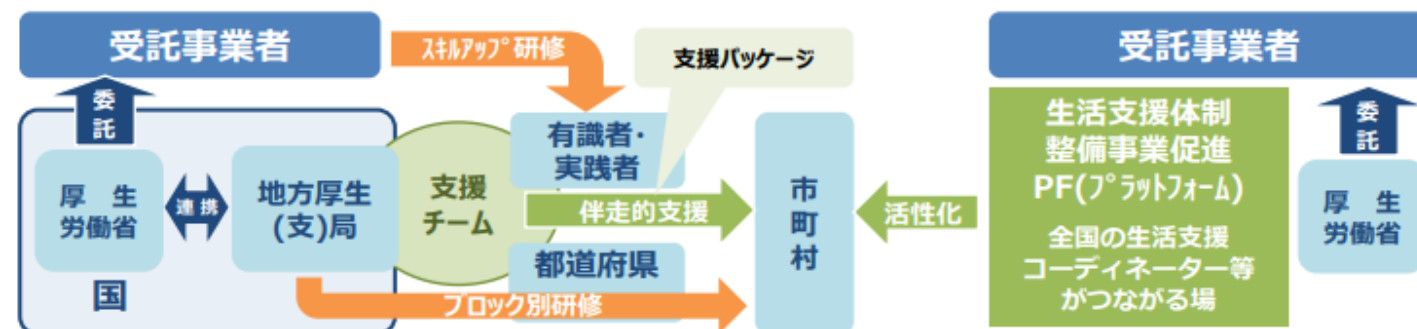 受託事業者
スキルアップ研修
支援パッケージ
委託
厚 生
労働省
連携
地方厚生
(支)局
国
支援
チーム
有識者・
実践者
伴走的支援
都道府県
ブロック別研修
市町村
活性化
受託事業者
生活支援体制
整備事業促進
PF(プラットフォーム)
全国の生活支援
コーディネーター等
がつながる場
委託
厚 生
労働省